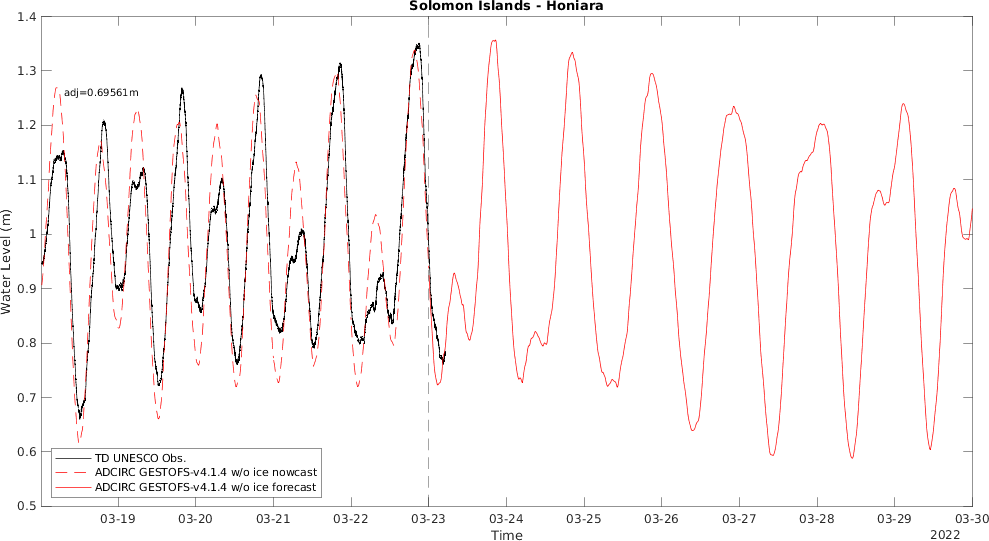 Solomon Islands - Honiara
1.4
1.3
1.2
1.1
1
0.9
0.8
0.7
0.6
0.5
Water Level (m)
adj=0.69561m
TD UNESCO Obs.
ADCIRC GESTOFS-v4.1.4 w/o ice nowcast
ADCIRC GESTOFS-v4.1.4 w/o ice forecast
03-19 03-20 03-21 03-22 03-23 03-24 03-25 03-26 03-27 03-28 03-29 03-30
Time
2022